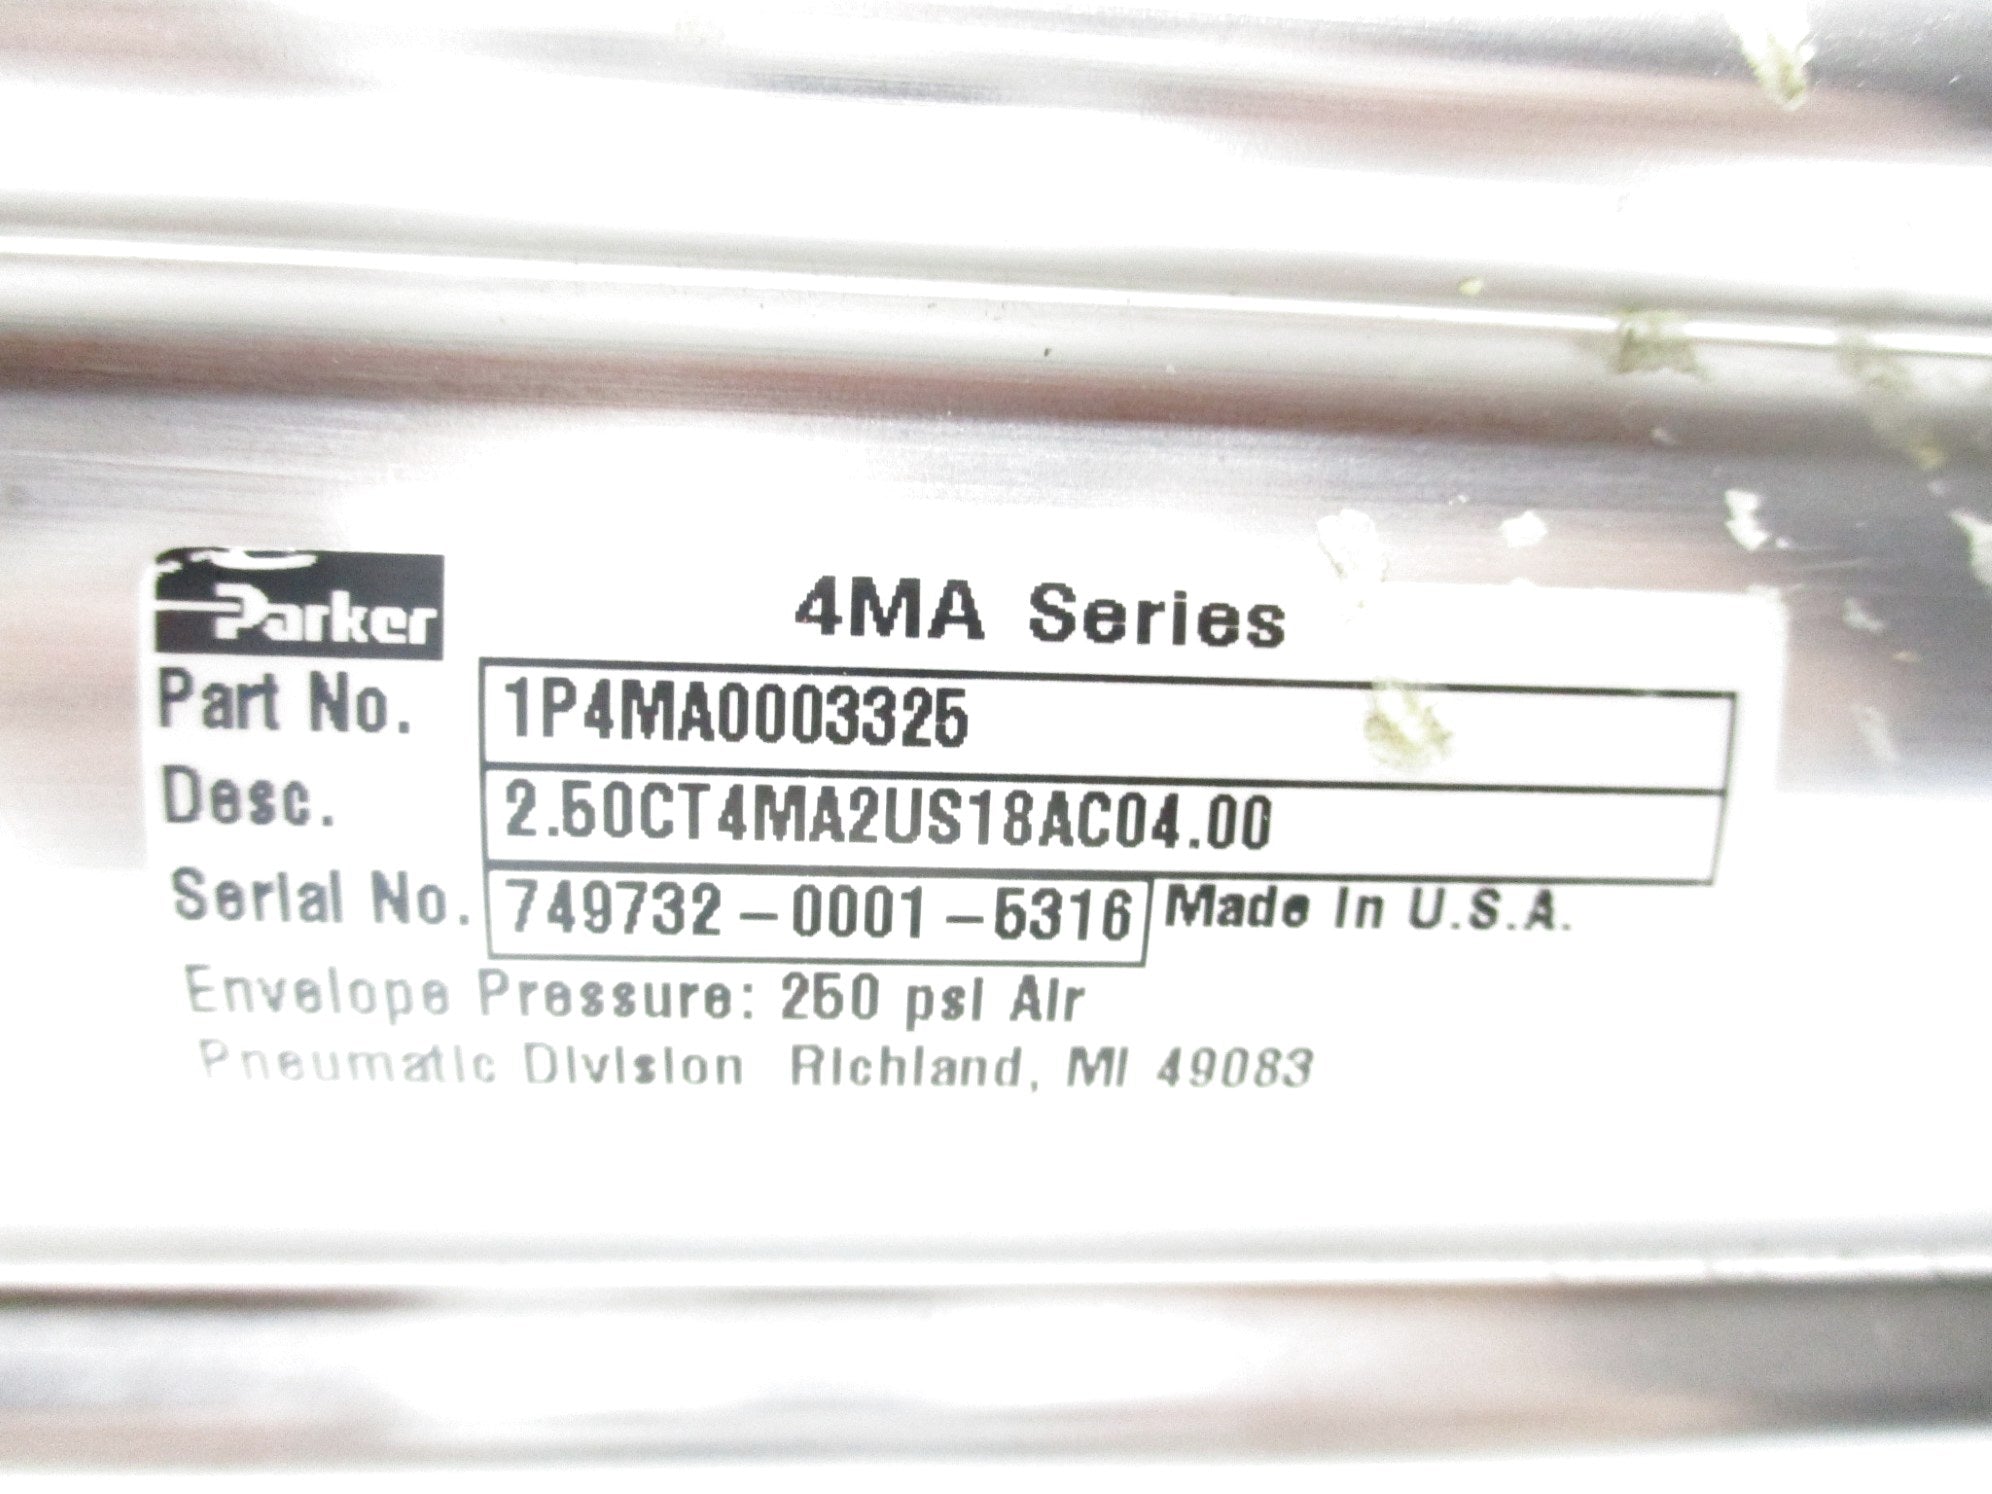 Parker
4MA Series
Part No. 1P4MA0003325
Desc. 2.50CT4MA2US18AC04.00
Serial No. 749732-0001-5316 Made In U.S.A.
Envelope Pressure: 250 psi Air
Pneumatic Division Richland, MI 49083